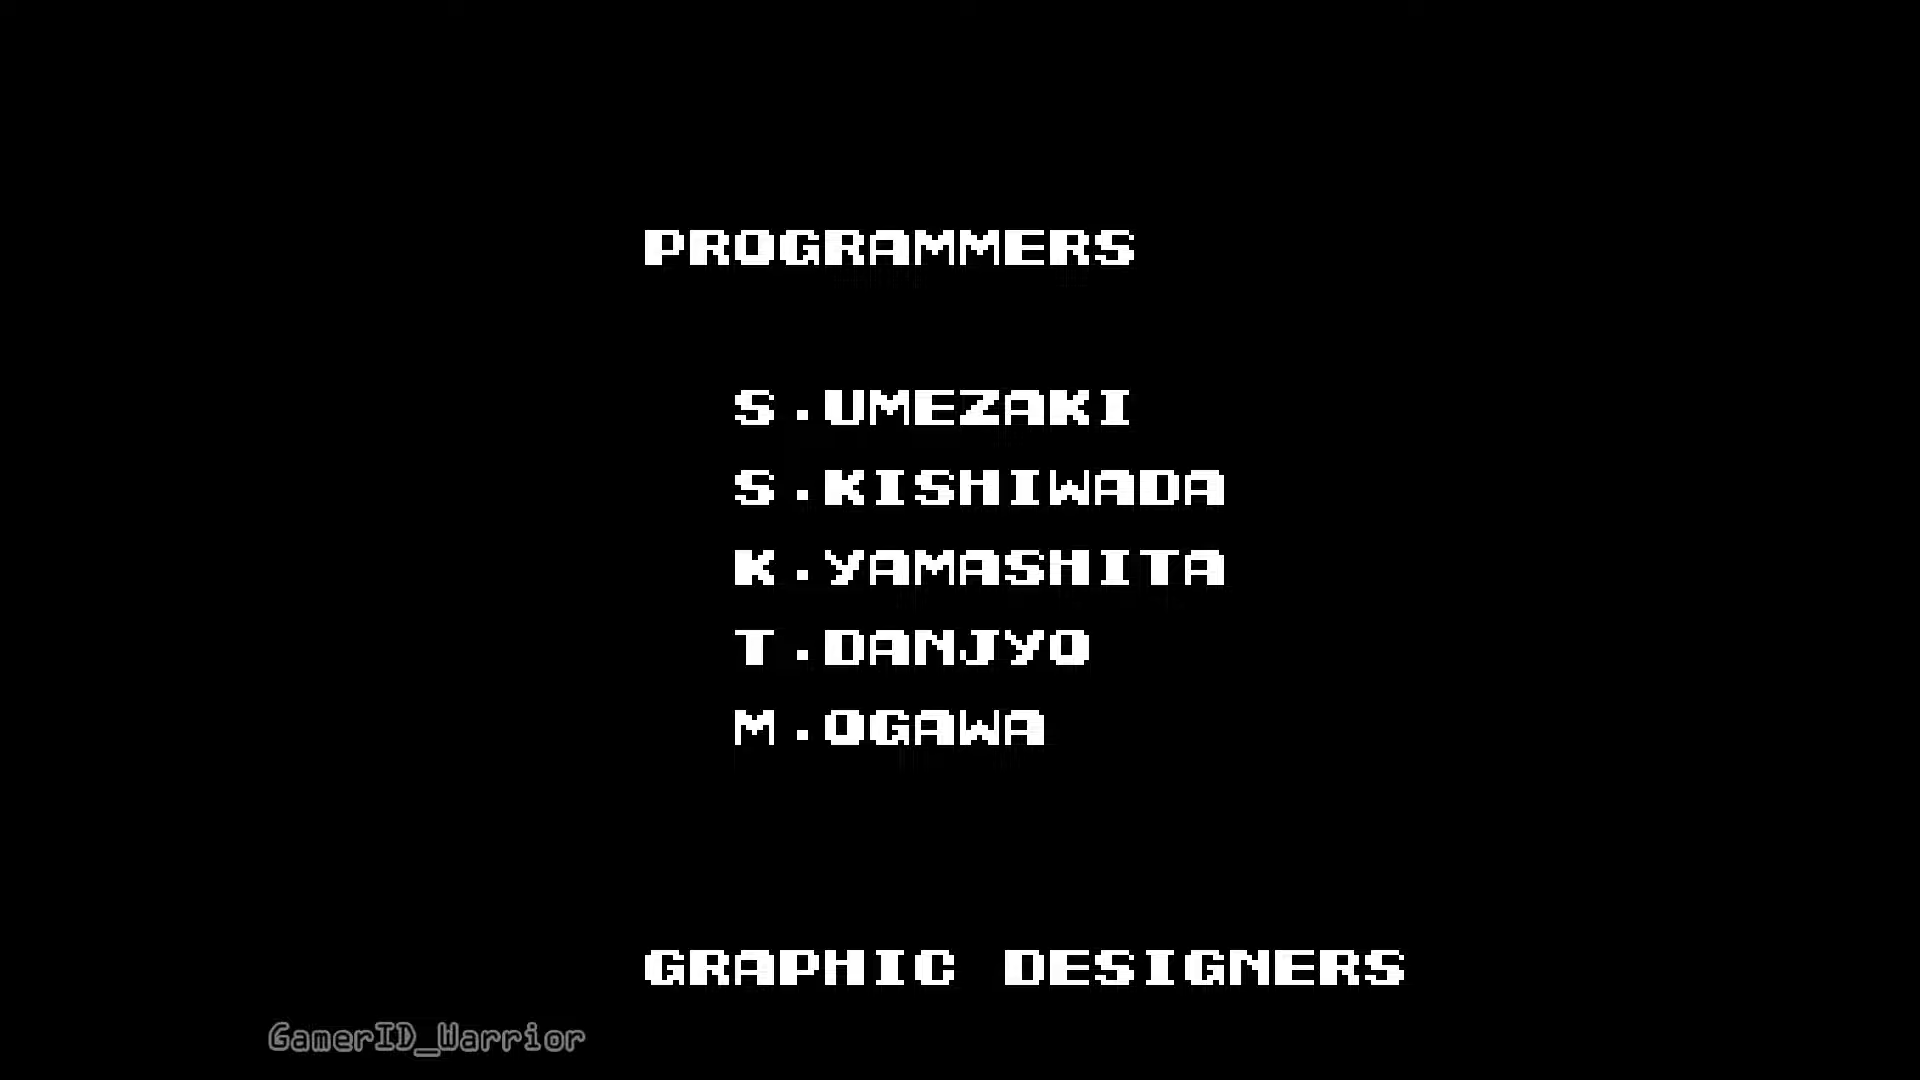 PROGRAMMERS
S.UMEZAKI
S.KISHIWADA
K.YAMASHITA
T.DANJYO
M.OGAWA
GRAPHIC DESIGNERS
GamerID_Warrior